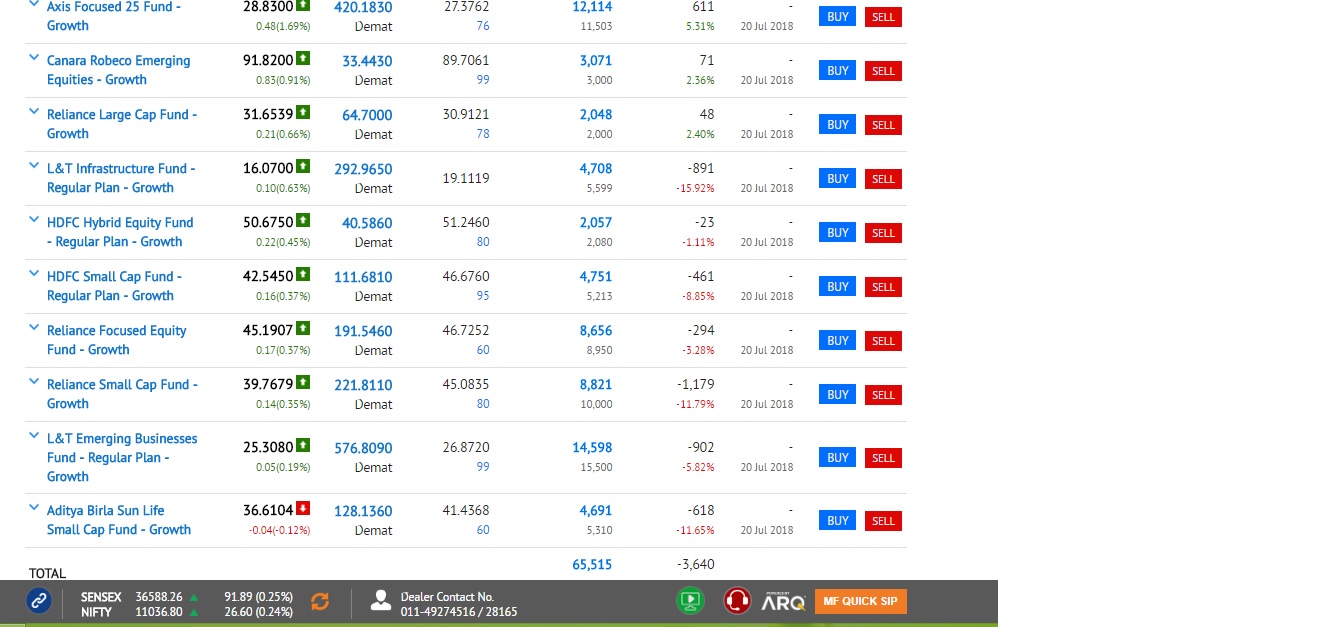 Axis Focused 25 Fund - 28.8300 420.1830 27.3762 12,114 611 - BUY SELL
Growth 0.48(1.69%) Demat 76 11,503 5.31% 20 Jul 2018
Canara Robeco Emerging 91.8200 33.4430 89.7061 3,071 71 - BUY SELL
Equities - Growth 0.83(0.91%) Demat 99 3,000 2.36% 20 Jul 2018
Reliance Large Cap Fund - 31.6539 64.7000 30.9121 2,048 48 - BUY SELL
Growth 0.21(0.66%) Demat 78 2,000 2.40% 20 Jul 2018
L&T Infrastructure Fund - 16.0700 292.9650 19.1119 4,708 -891 - BUY SELL
Regular Plan - Growth 0.10(0.63%) Demat 5,599 -15.92% 20 Jul 2018
HDFC Hybrid Equity Fund 50.6750 40.5860 51.2460 2,057 -23 - BUY SELL
- Regular Plan - Growth 0.22(0.45%) Demat 80 2,080 -1.11% 20 Jul 2018
HDFC Small Cap Fund - 42.5450 111.6810 46.6760 4,751 -461 - BUY SELL
Regular Plan - Growth 0.16(0.37%) Demat 95 5,213 -8.85% 20 Jul 2018
Reliance Focused Equity 45.1907 191.5460 46.7252 8,656 -294 - BUY SELL
Fund - Growth 0.17(0.37%) Demat 60 8,950 -3.28% 20 Jul 2018
Reliance Small Cap Fund - 39.7679 221.8110 45.0835 8,821 -1,179 - BUY SELL
Growth 0.14(0.35%) Demat 80 10,000 -11.79% 20 Jul 2018
L&T Emerging Businesses
Fund - Regular Plan - 25.3080 576.8090 26.8720 14,598 -902 - BUY SELL
Growth 0.05(0.19%) Demat 99 15,500 -5.82% 20 Jul 2018
Aditya Birla Sun Life 36.6104 128.1360 41.4368 4,691 -618 - BUY SELL
Small Cap Fund - Growth -0.04(-0.12%) Demat 60 5,310 -11.65% 20 Jul 2018
TOTAL 65,515 -3,640
SENSEX 36588.26 91.89 (0.25%) Dealer Contact No. POWERED BY ARQ MF QUICK SIP
NIFTY 11036.80 26.60 (0.24%) 011-49274516 / 28165